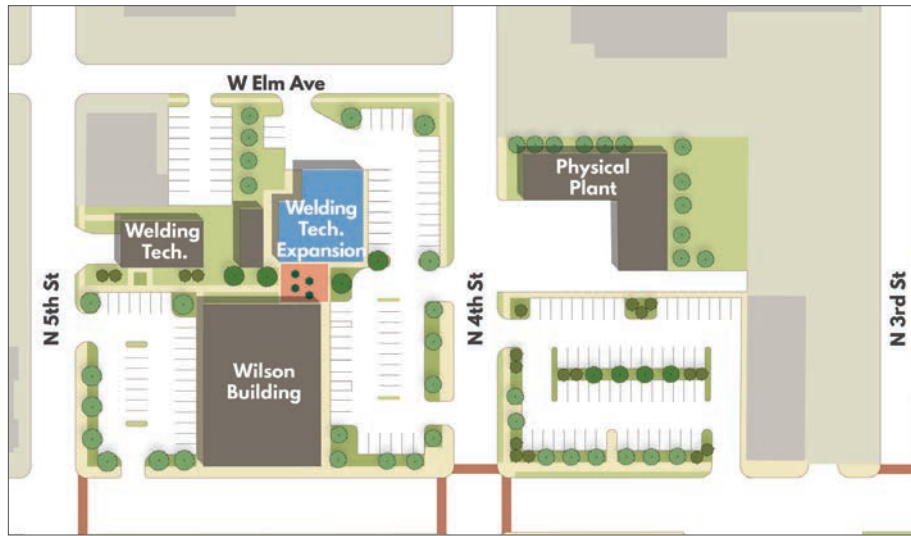 W Elm Ave
Physical
Plant
Welding
Tech.
Expansion
Welding
Tech.
N 5th St
N 4th St
N 3rd St
Wilson
Building